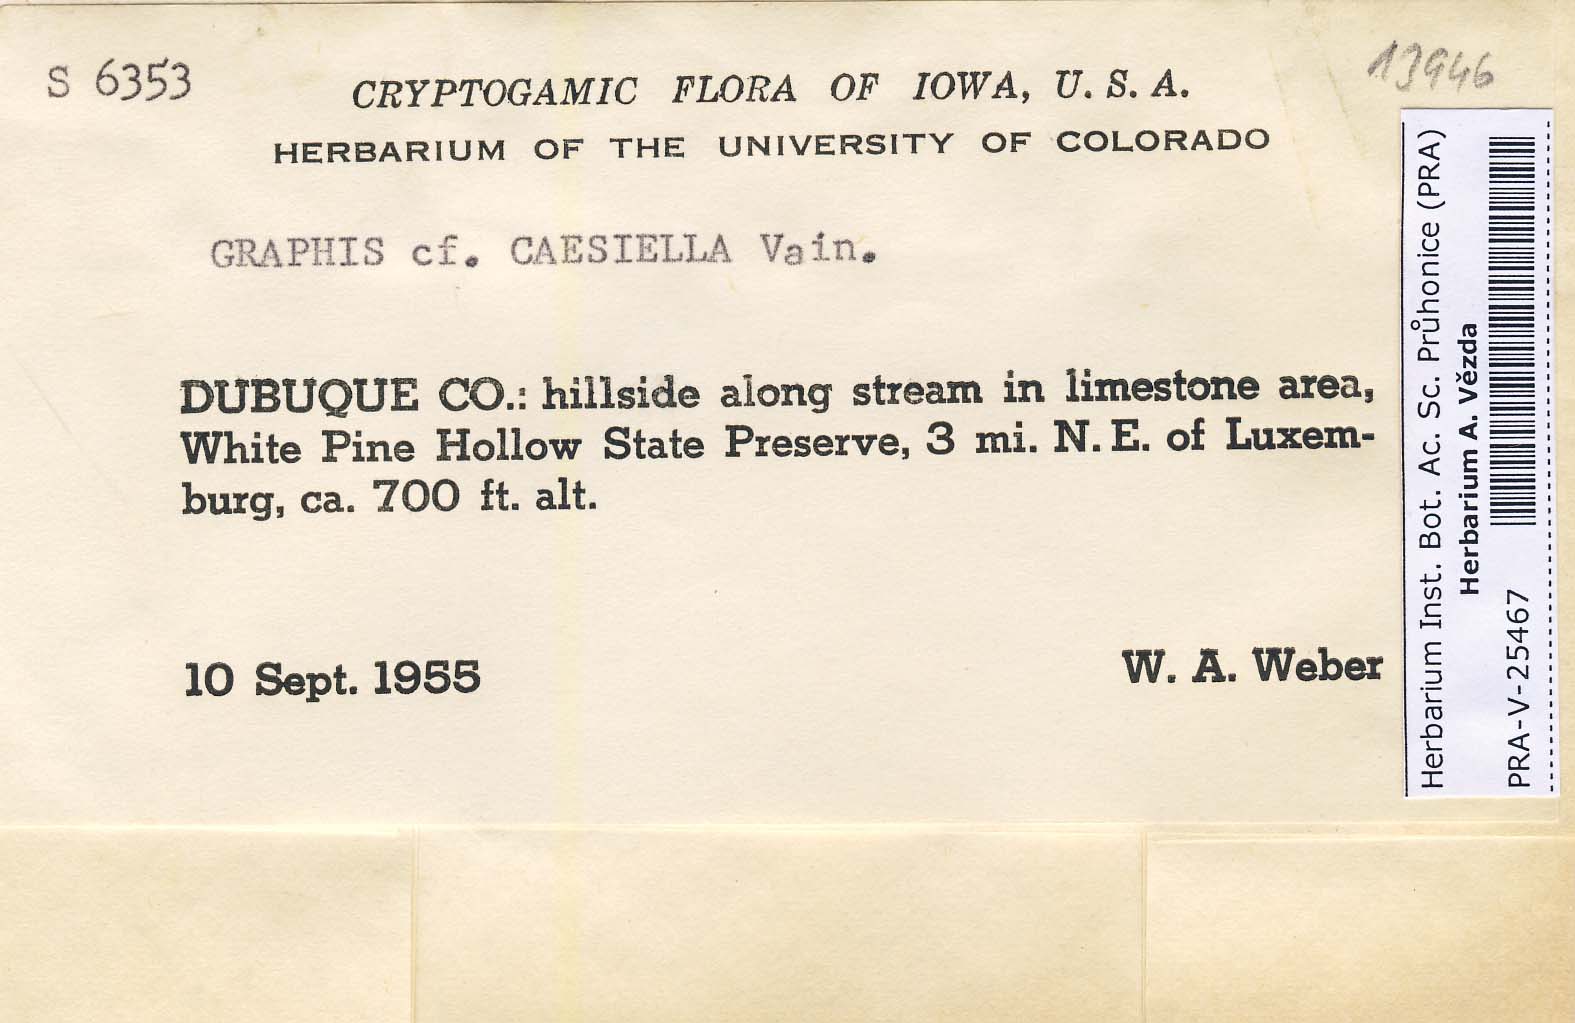 S 6353
13946
CRYPTOGAMIC FLORA OF IOWA, U. S. A.
HERBARIUM OF THE UNIVERSITY OF COLORADO
GRAPHIS cf. CAESIELLA Vain.
DUBUQUE CO.: hillside along stream in limestone area,
White Pine Hollow State Preserve, 3 mi. N. E. of Luxem-
burg, ca. 700 ft. alt.
10 Sept. 1955
W. A. Weber
Herbarium Inst. Bot. Ac. Sc. Průhonice (PRA)
Herbarium A. Vězda
PRA-V-25467